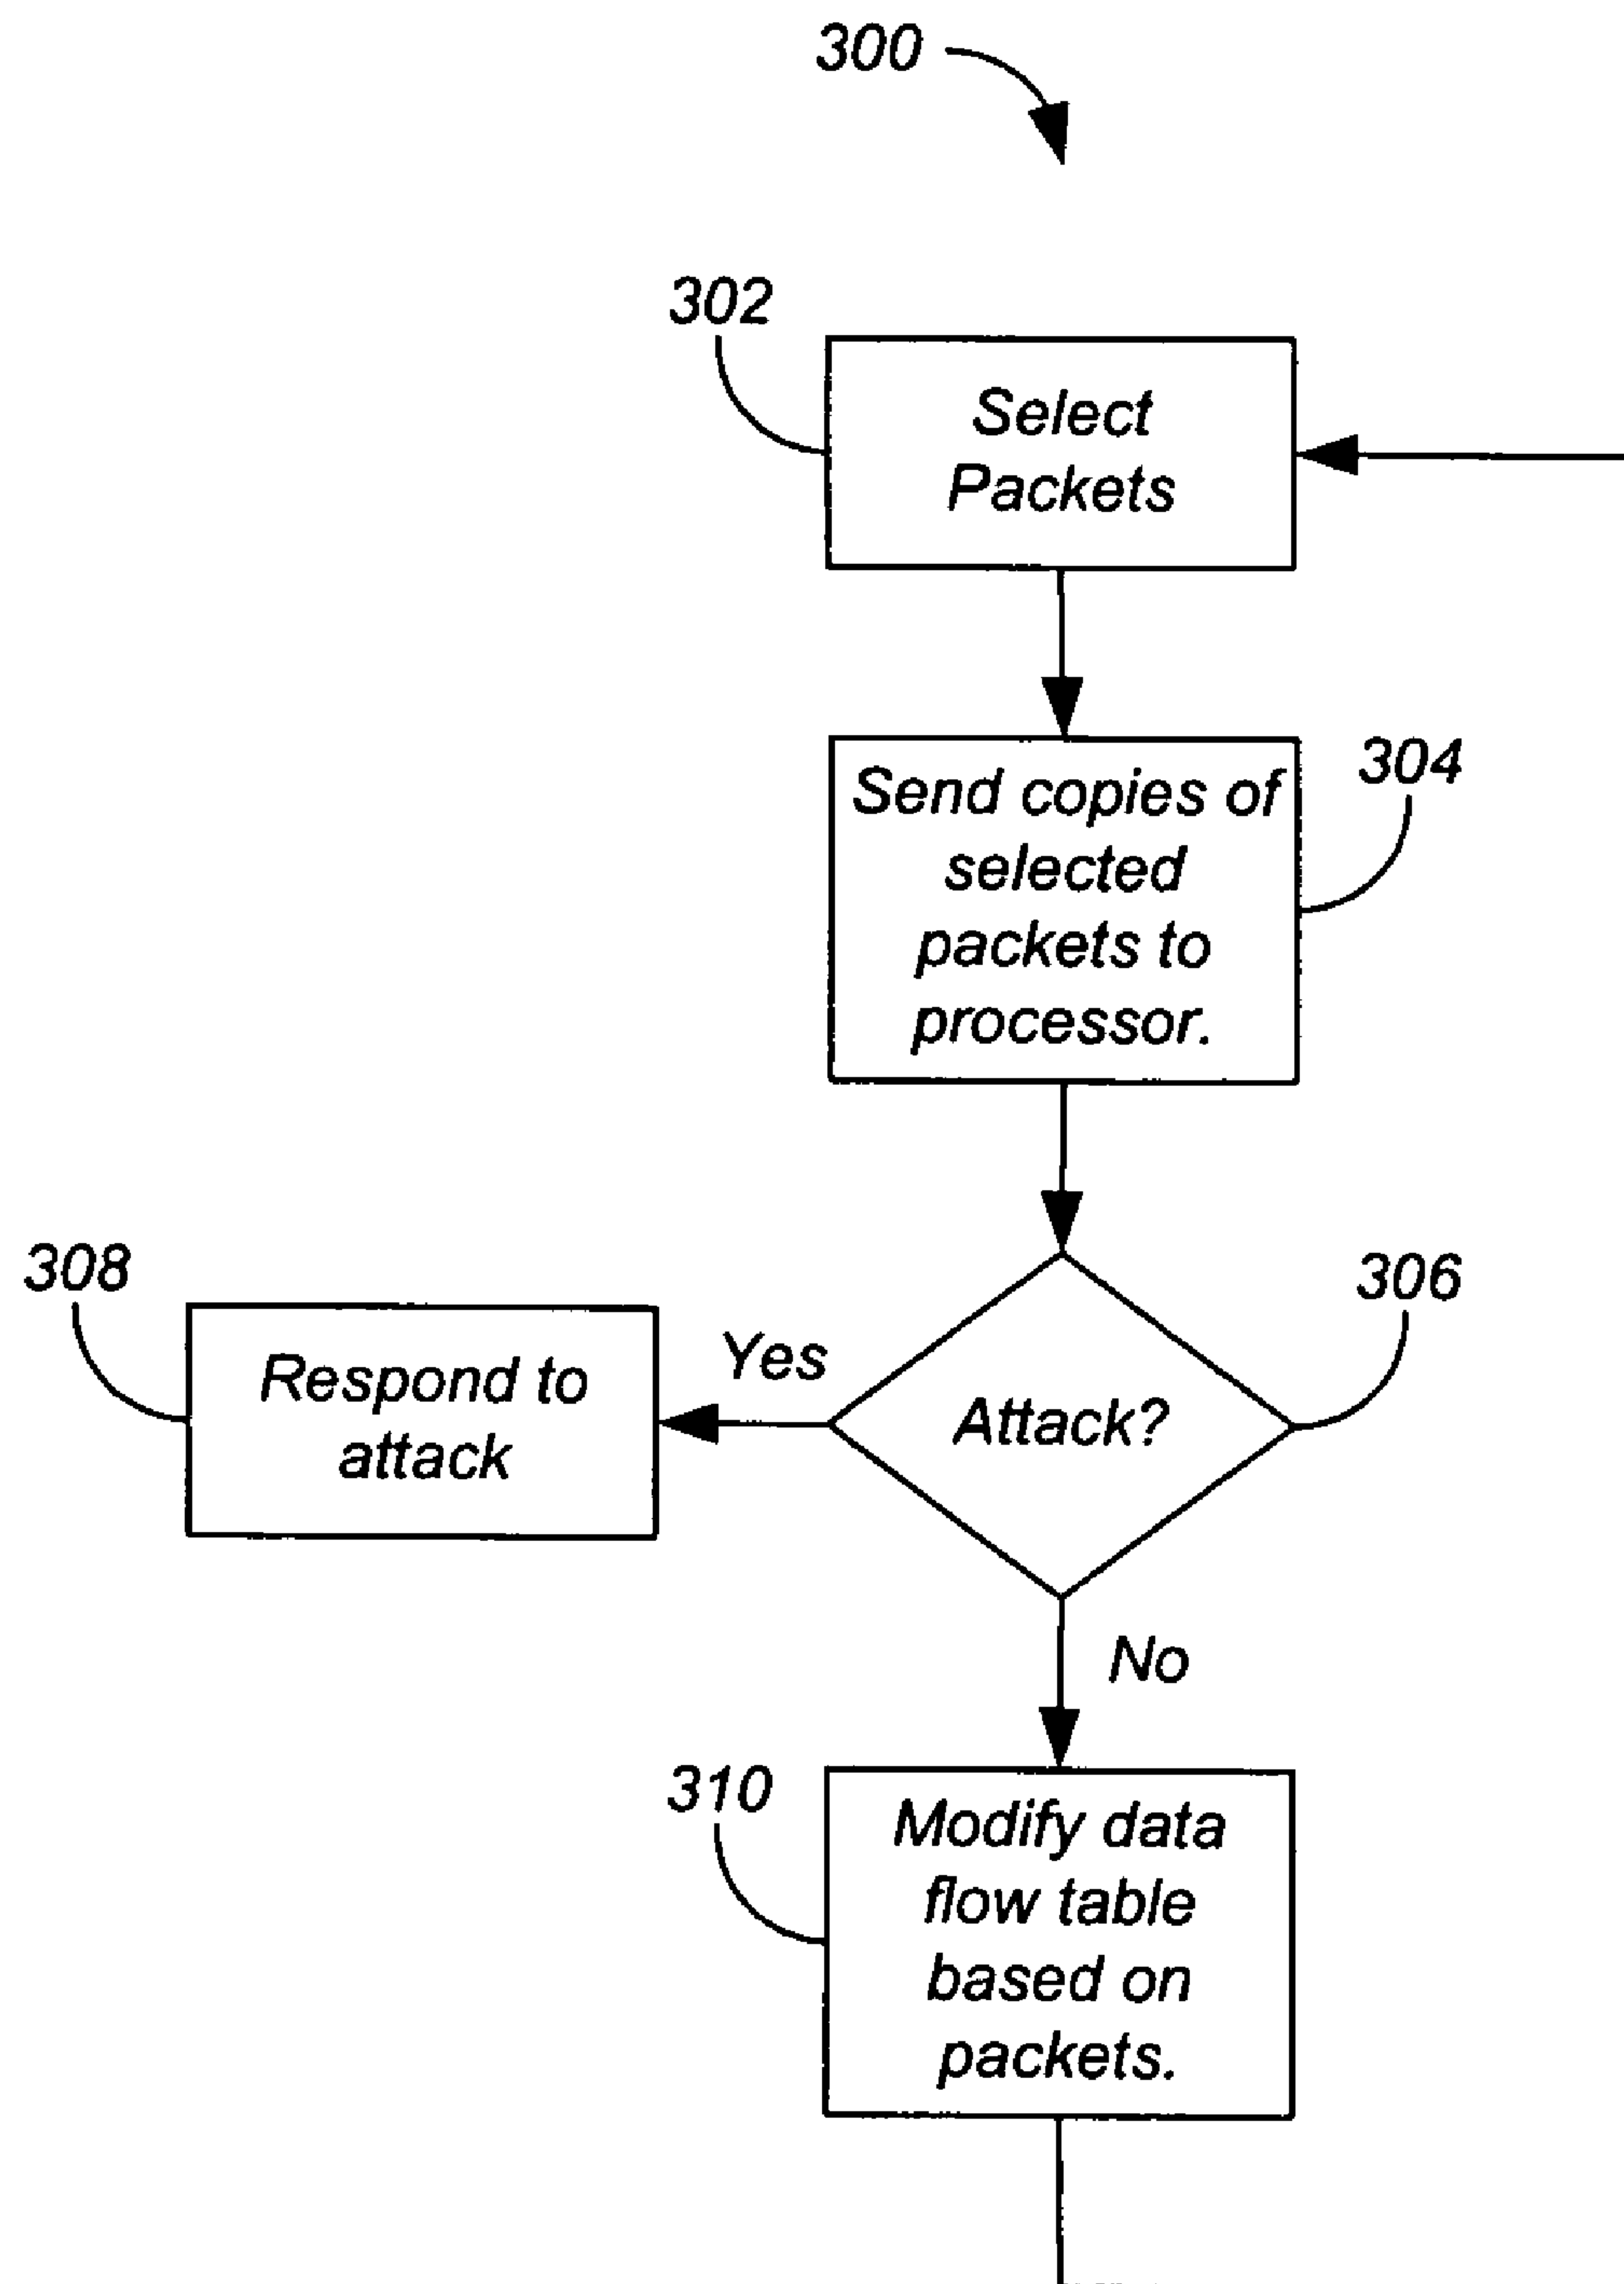 300
302
Select
Packets
304
Send copies of
selected
packets to
processor.
308
Respond to
attack
Yes
306
Attack?
No
310
Modify data
flow table
based on
packets.